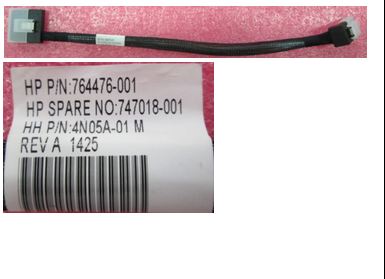 HP P/N:764476-001
HP SPARE NO:747018-001
HH P/N:4N05A-01 M
REV A 1425